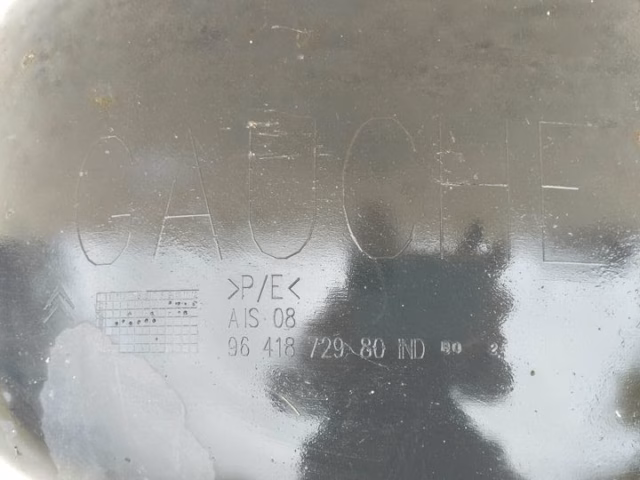 GAUCHE
>P/E<
AIS 08
96 418 729 80 IND